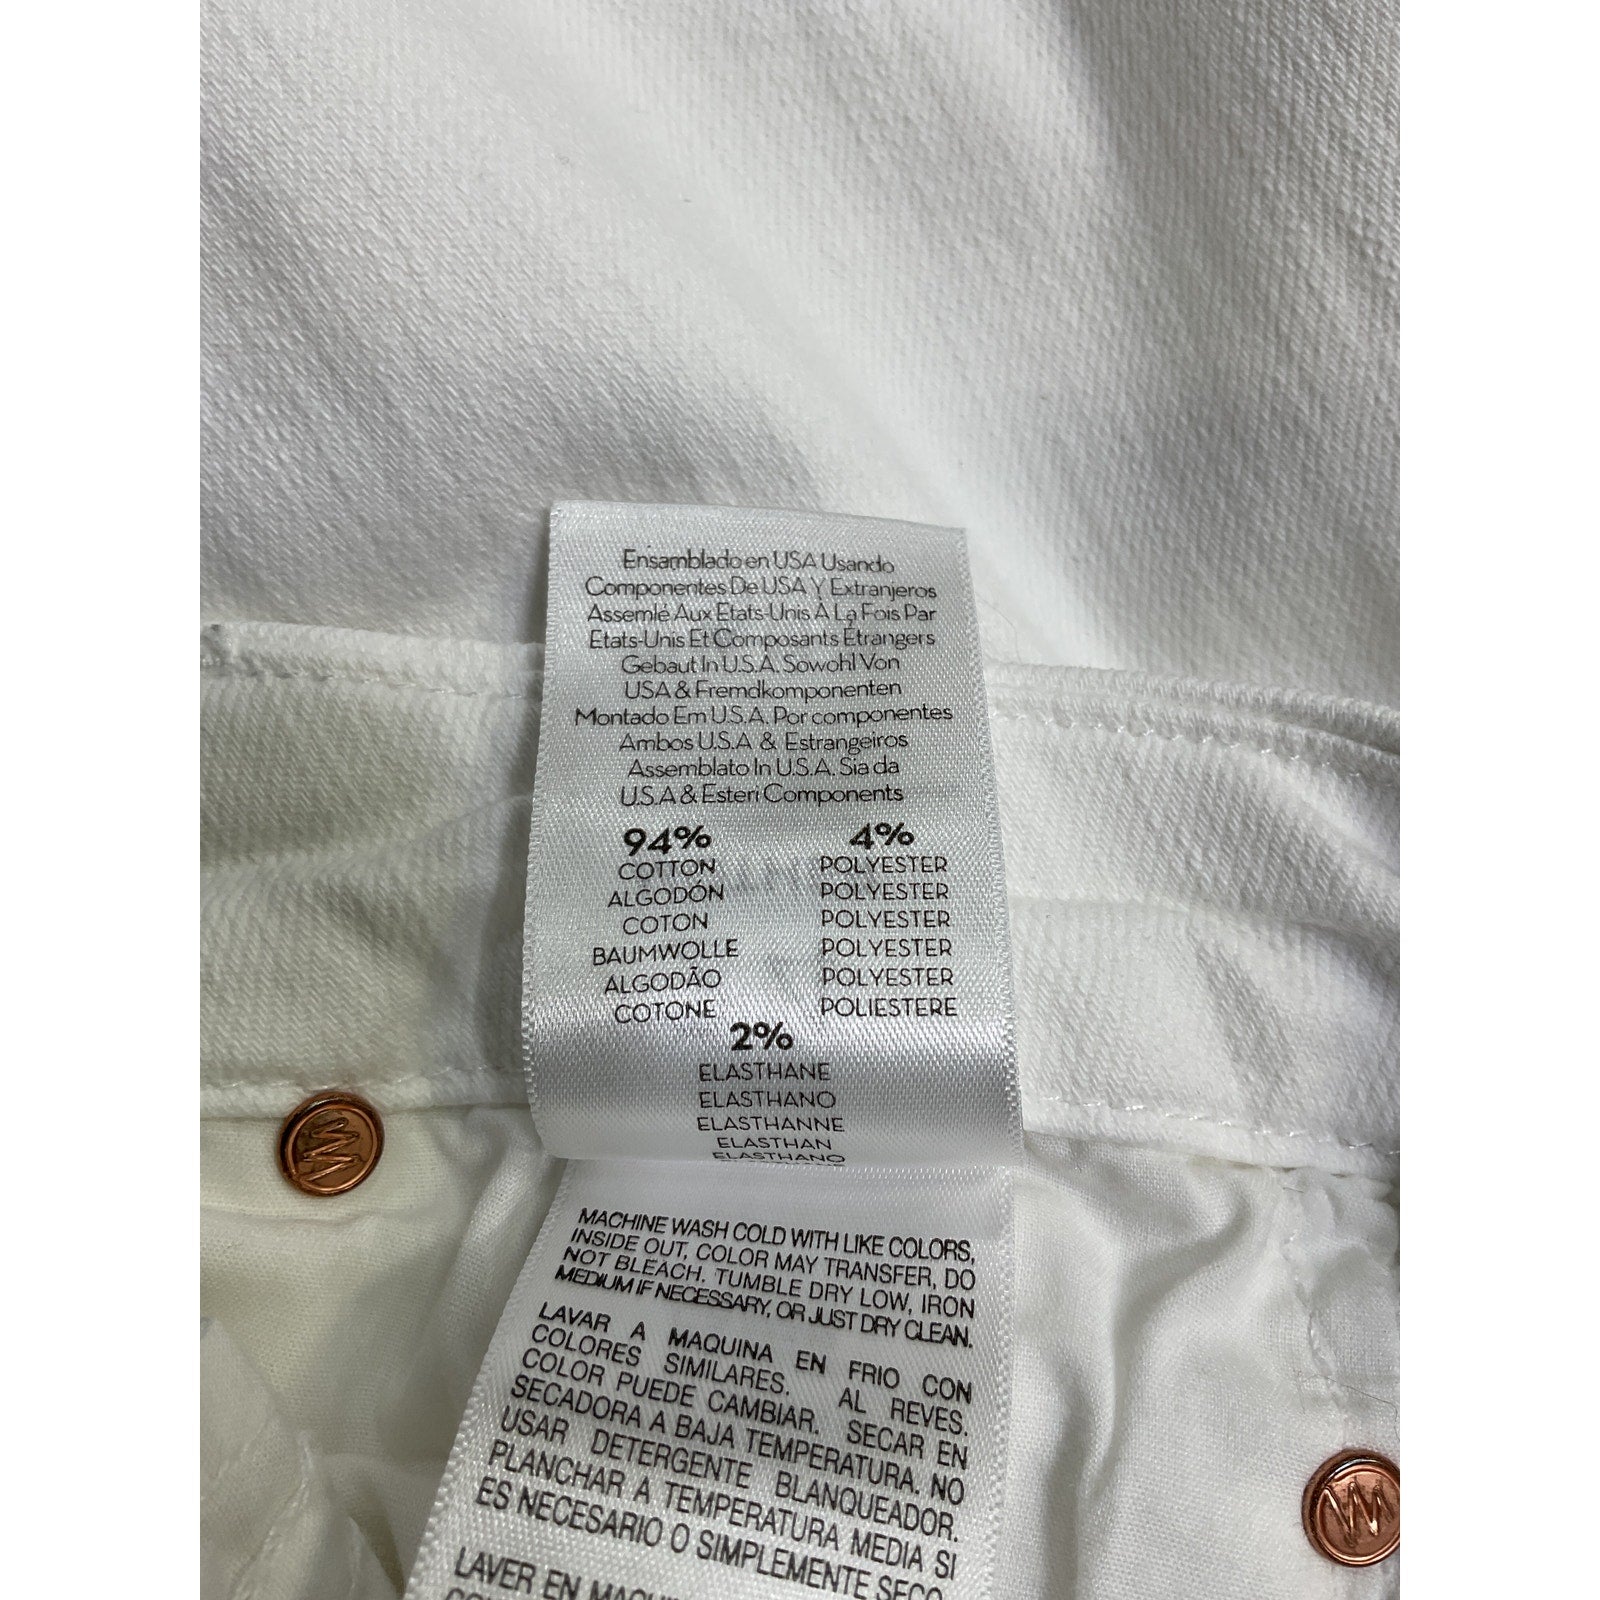 Ensamblado en USA Usando
Componentes De USA Y Extranjeros
Assemlé Aux Etats-Unis À La Fois Par
Etats-Unis Et Composants Étrangers
Gebaut In U.S.A. Sowohl Von
USA & Fremdkomponenten
Montado Em U.S.A. Por componentes
Ambos U.S.A & Estrangeiros
Assemblato In U.S.A. Sia da
U.S.A & Esteri Components
94% 4%
COTTON POLYESTER
ALGODÓN POLYESTER
COTON POLYESTER
BAUMWOLLE POLYESTER
ALGODÃO POLYESTER
COTONE POLIESTERE
2%
ELASTHANE
ELASTHANO
ELASTHANNE
ELASTHAN
ELASTHANO
MACHINE WASH COLD WITH LIKE COLORS,
INSIDE OUT, COLOR MAY TRANSFER, DO
NOT BLEACH. TUMBLE DRY LOW, IRON
MEDIUM IF NECESSARY, OR JUST DRY CLEAN.
LAVAR A MAQUINA EN FRIO CON
COLORES SIMILARES. AL REVES.
COLOR PUEDE CAMBIAR. SECAR EN
SECADORA A BAJA TEMPERATURA. NO
USAR DETERGENTE BLANQUEADOR.
PLANCHAR A TEMPERATURA MEDIA SI
ES NECESARIO O SIMPLEMENTE SECO
LAVER EN